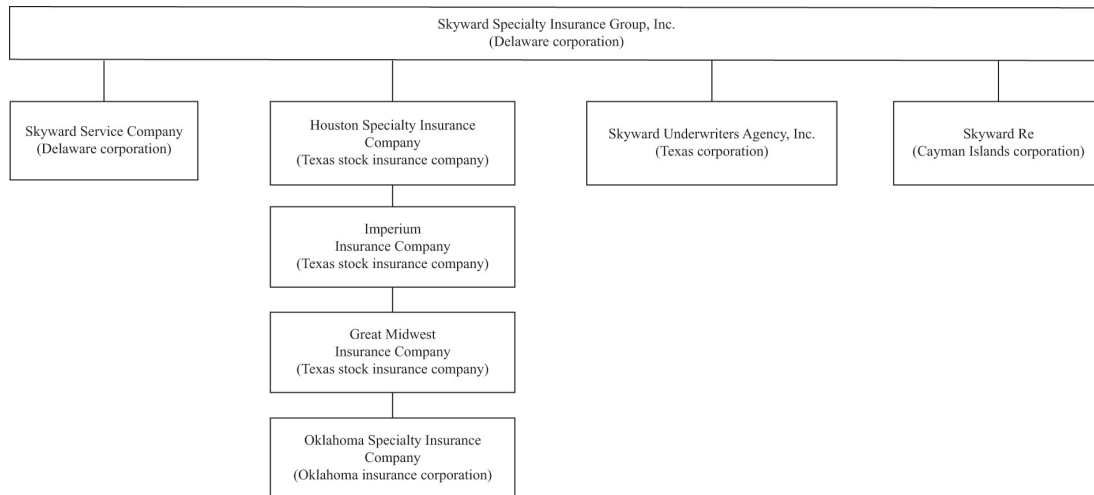 Skyward Specialty Insurance Group, Inc.
(Delaware corporation)
Skyward Service Company
(Delaware corporation)
Houston Specialty Insurance
Company
(Texas stock insurance company)
Skyward Underwriters Agency, Inc.
(Texas corporation)
Skyward Re
(Cayman Islands corporation)
Imperium
Insurance Company
(Texas stock insurance company)
Great Midwest
Insurance Company
(Texas stock insurance company)
Oklahoma Specialty Insurance
Company
(Oklahoma insurance corporation)